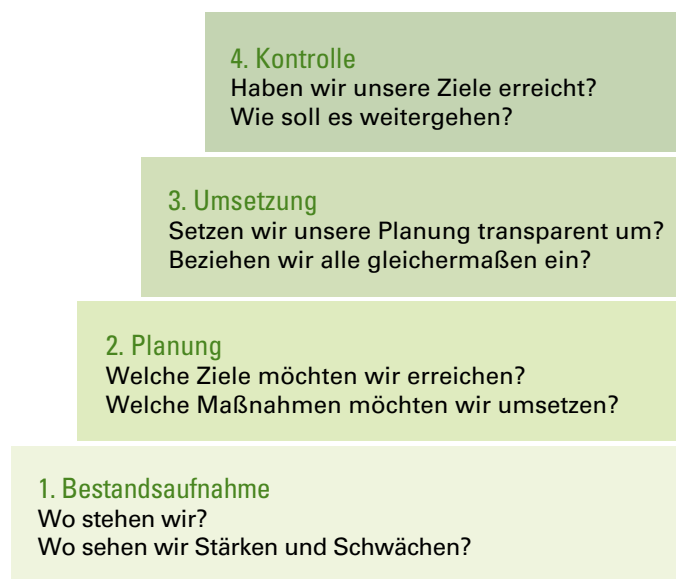 4. Kontrolle
Haben wir unsere Ziele erreicht?
Wie soll es weitergehen?
3. Umsetzung
Setzen wir unsere Planung transparent um?
Beziehen wir alle gleichermaßen ein?
2. Planung
Welche Ziele möchten wir erreichen?
Welche Maßnahmen möchten wir umsetzen?
1. Bestandsaufnahme
Wo stehen wir?
Wo sehen wir Stärken und Schwächen?